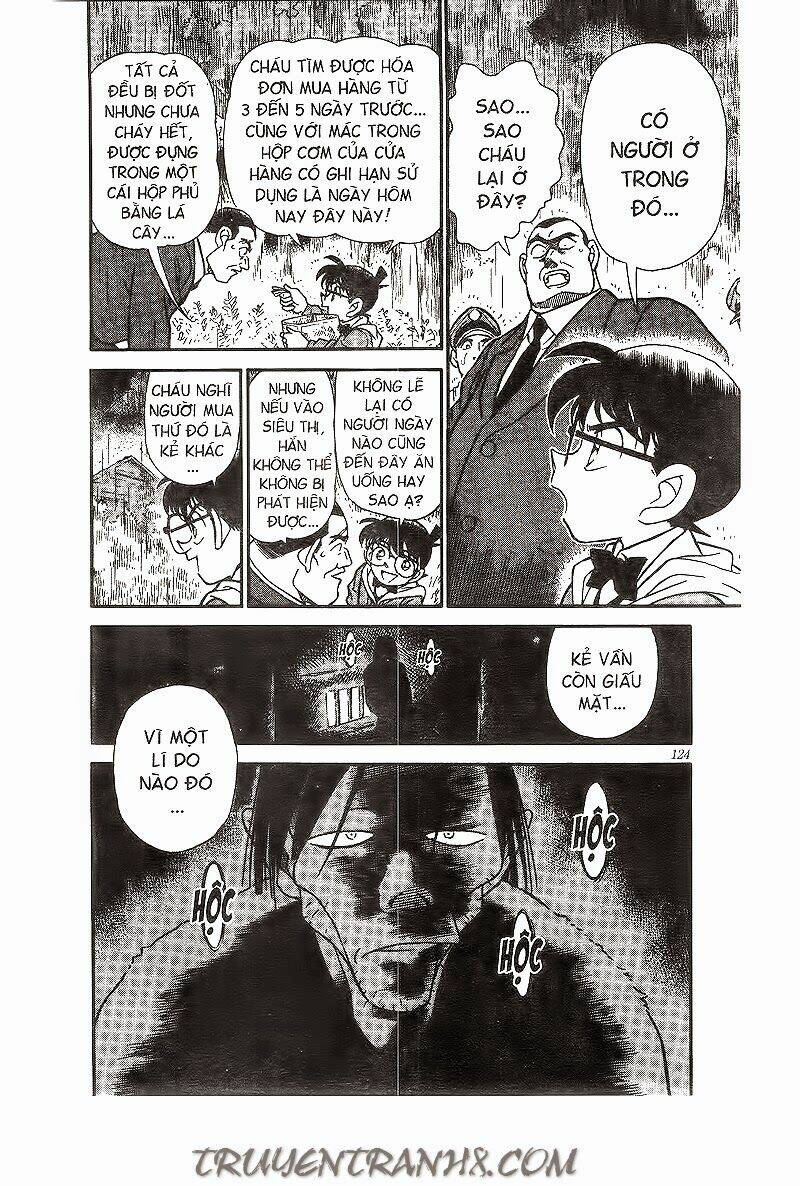 CÓ
NGƯỜI Ở
TRONG
ĐÓ...
SAO...
SAO
CHÁU
LẠI Ở
ĐÂY?
CHÁU TÌM ĐƯỢC HÓA
ĐƠN MUA HÀNG TỪ
3 ĐẾN 5 NGÀY TRƯỚC...
CÙNG VỚI MÁC TRONG
HỘP CƠM CỦA CỬA
HÀNG CÓ GHI HẠN SỬ
DỤNG LÀ NGÀY HÔM
NAY ĐÂY NÀY!
TẤT CẢ
ĐỀU BỊ ĐỐT
NHƯNG CHƯA
CHÁY HẾT,
ĐƯỢC ĐỰNG
TRONG MỘT
CÁI HỘP PHỦ
BẰNG LÁ
CÂY...
KHÔNG LẼ
LẠI CÓ
NGƯỜI NGÀY
NÀO CŨNG
ĐẾN ĐÂY ĂN
UỐNG HAY
SAO Ạ?
NHƯNG
NẾU VÀO
SIÊU THỊ,
HẮN
KHÔNG THỂ
KHÔNG BỊ
PHÁT HIỆN
ĐƯỢC...
CHÁU NGHĨ
NGƯỜI MUA
THỨ ĐÓ LÀ
KẺ KHÁC
...
KẺ VẪN
CÒN GIẤU
MẶT...
HỘC
HỘC
124
VÌ MỘT
LÍ DO
NÀO ĐÓ
...
HỘC
HỘC
HỘC
TRUYENTRANH8.COM